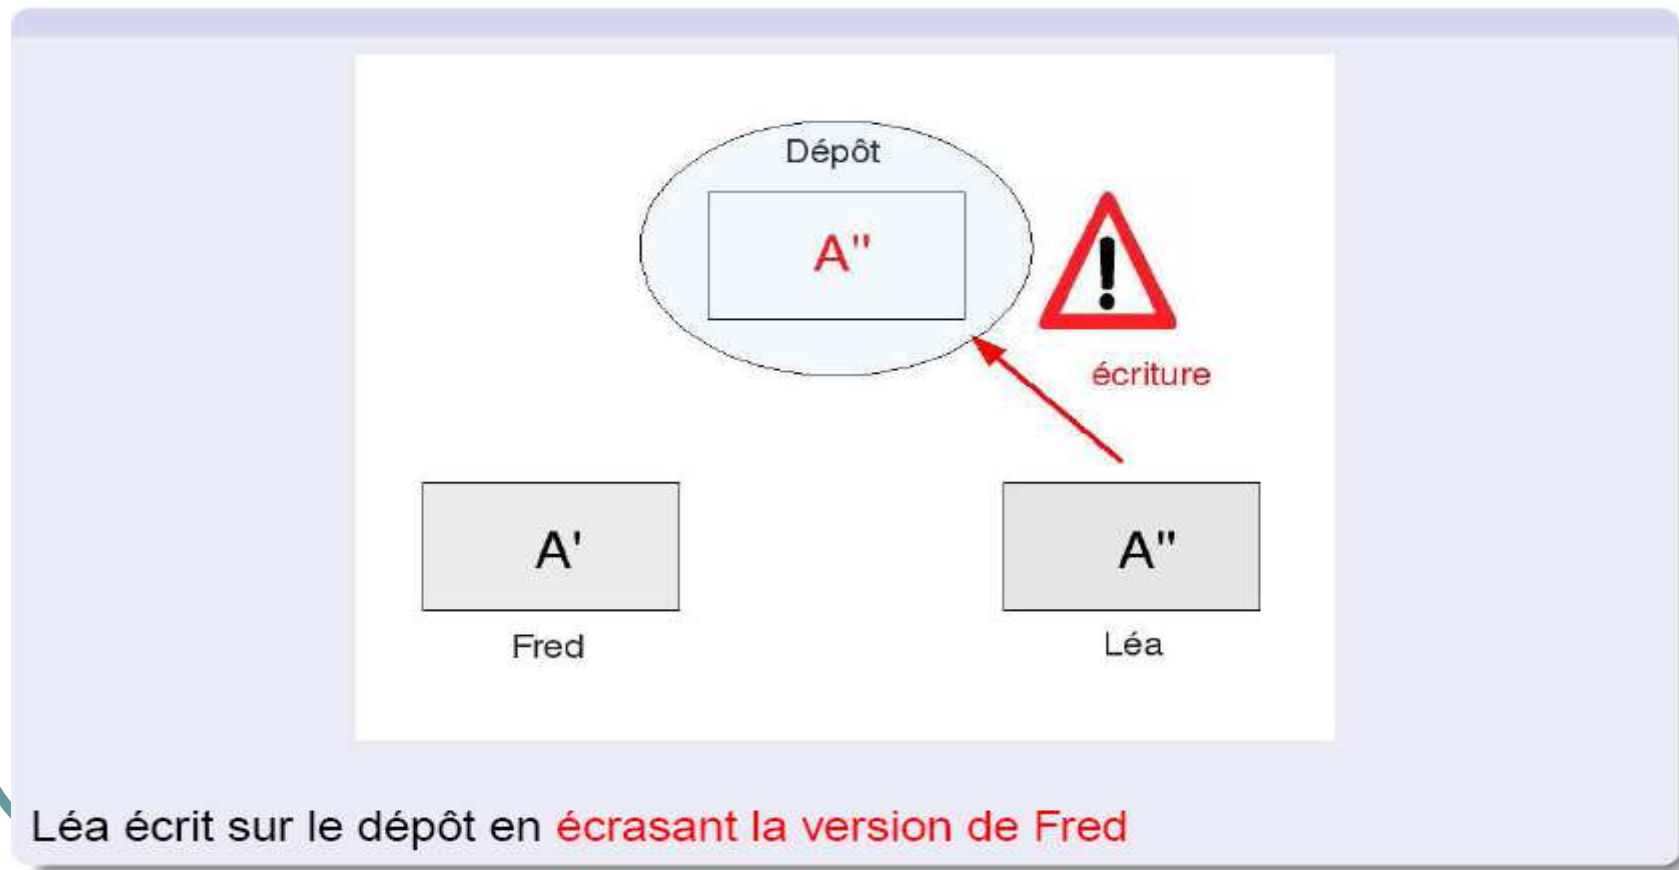 Dépôt
A"
écriture
A'
A"
Fred
Léa
Léa écrit sur le dépôt en écrasant la version de Fred